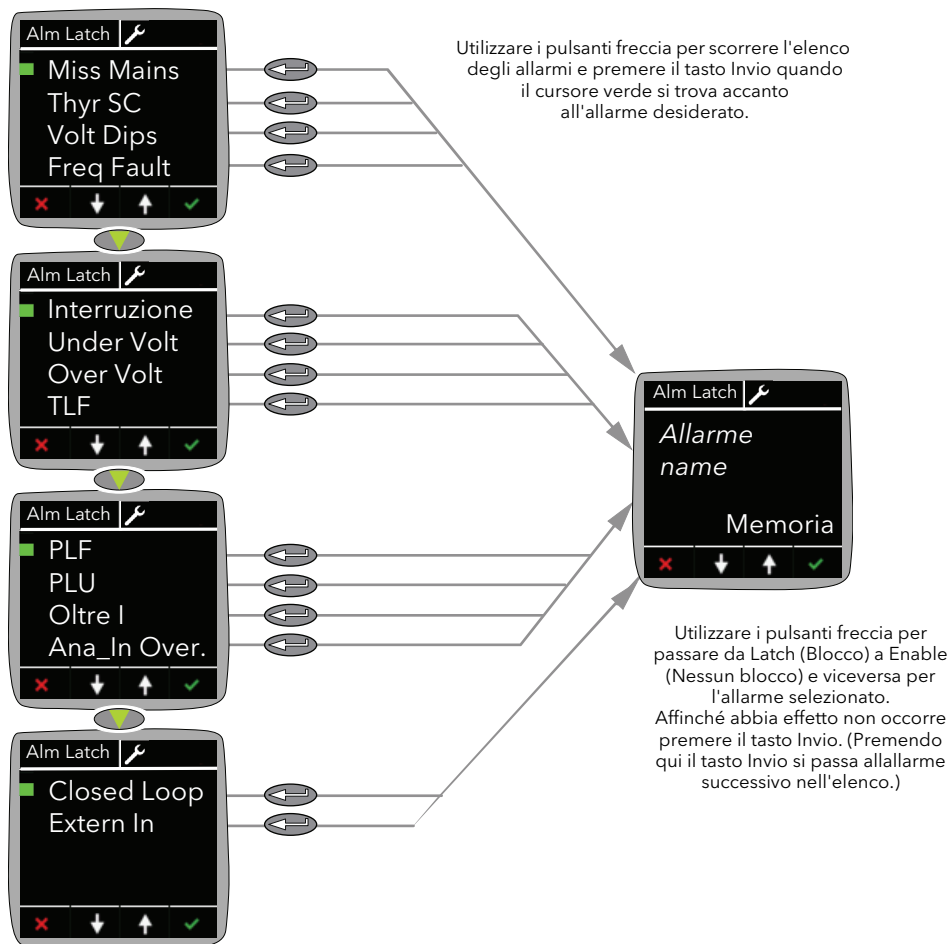 Alm Latch
Miss Mains
Thyr SC
Volt Dips
Freq Fault
Utilizzare i pulsanti freccia per scorrere l'elenco
degli allarmi e premere il tasto Invio quando
il cursore verde si trova accanto
all'allarme desiderato.
Alm Latch
Interruzione
Under Volt
Over Volt
TLF
Alm Latch
Allarme
name
Memoria
Alm Latch
PLF
PLU
Oltre I
Ana_In Over.
Utilizzare i pulsanti freccia per
passare da Latch (Blocco) a Enable
(Nessun blocco) e viceversa per
l'allarme selezionato.
Affinché abbia effetto non occorre
premere il tasto Invio. (Premendo
qui il tasto Invio si passa allallarme
successivo nell'elenco.)
Alm Latch
Closed Loop
Extern In